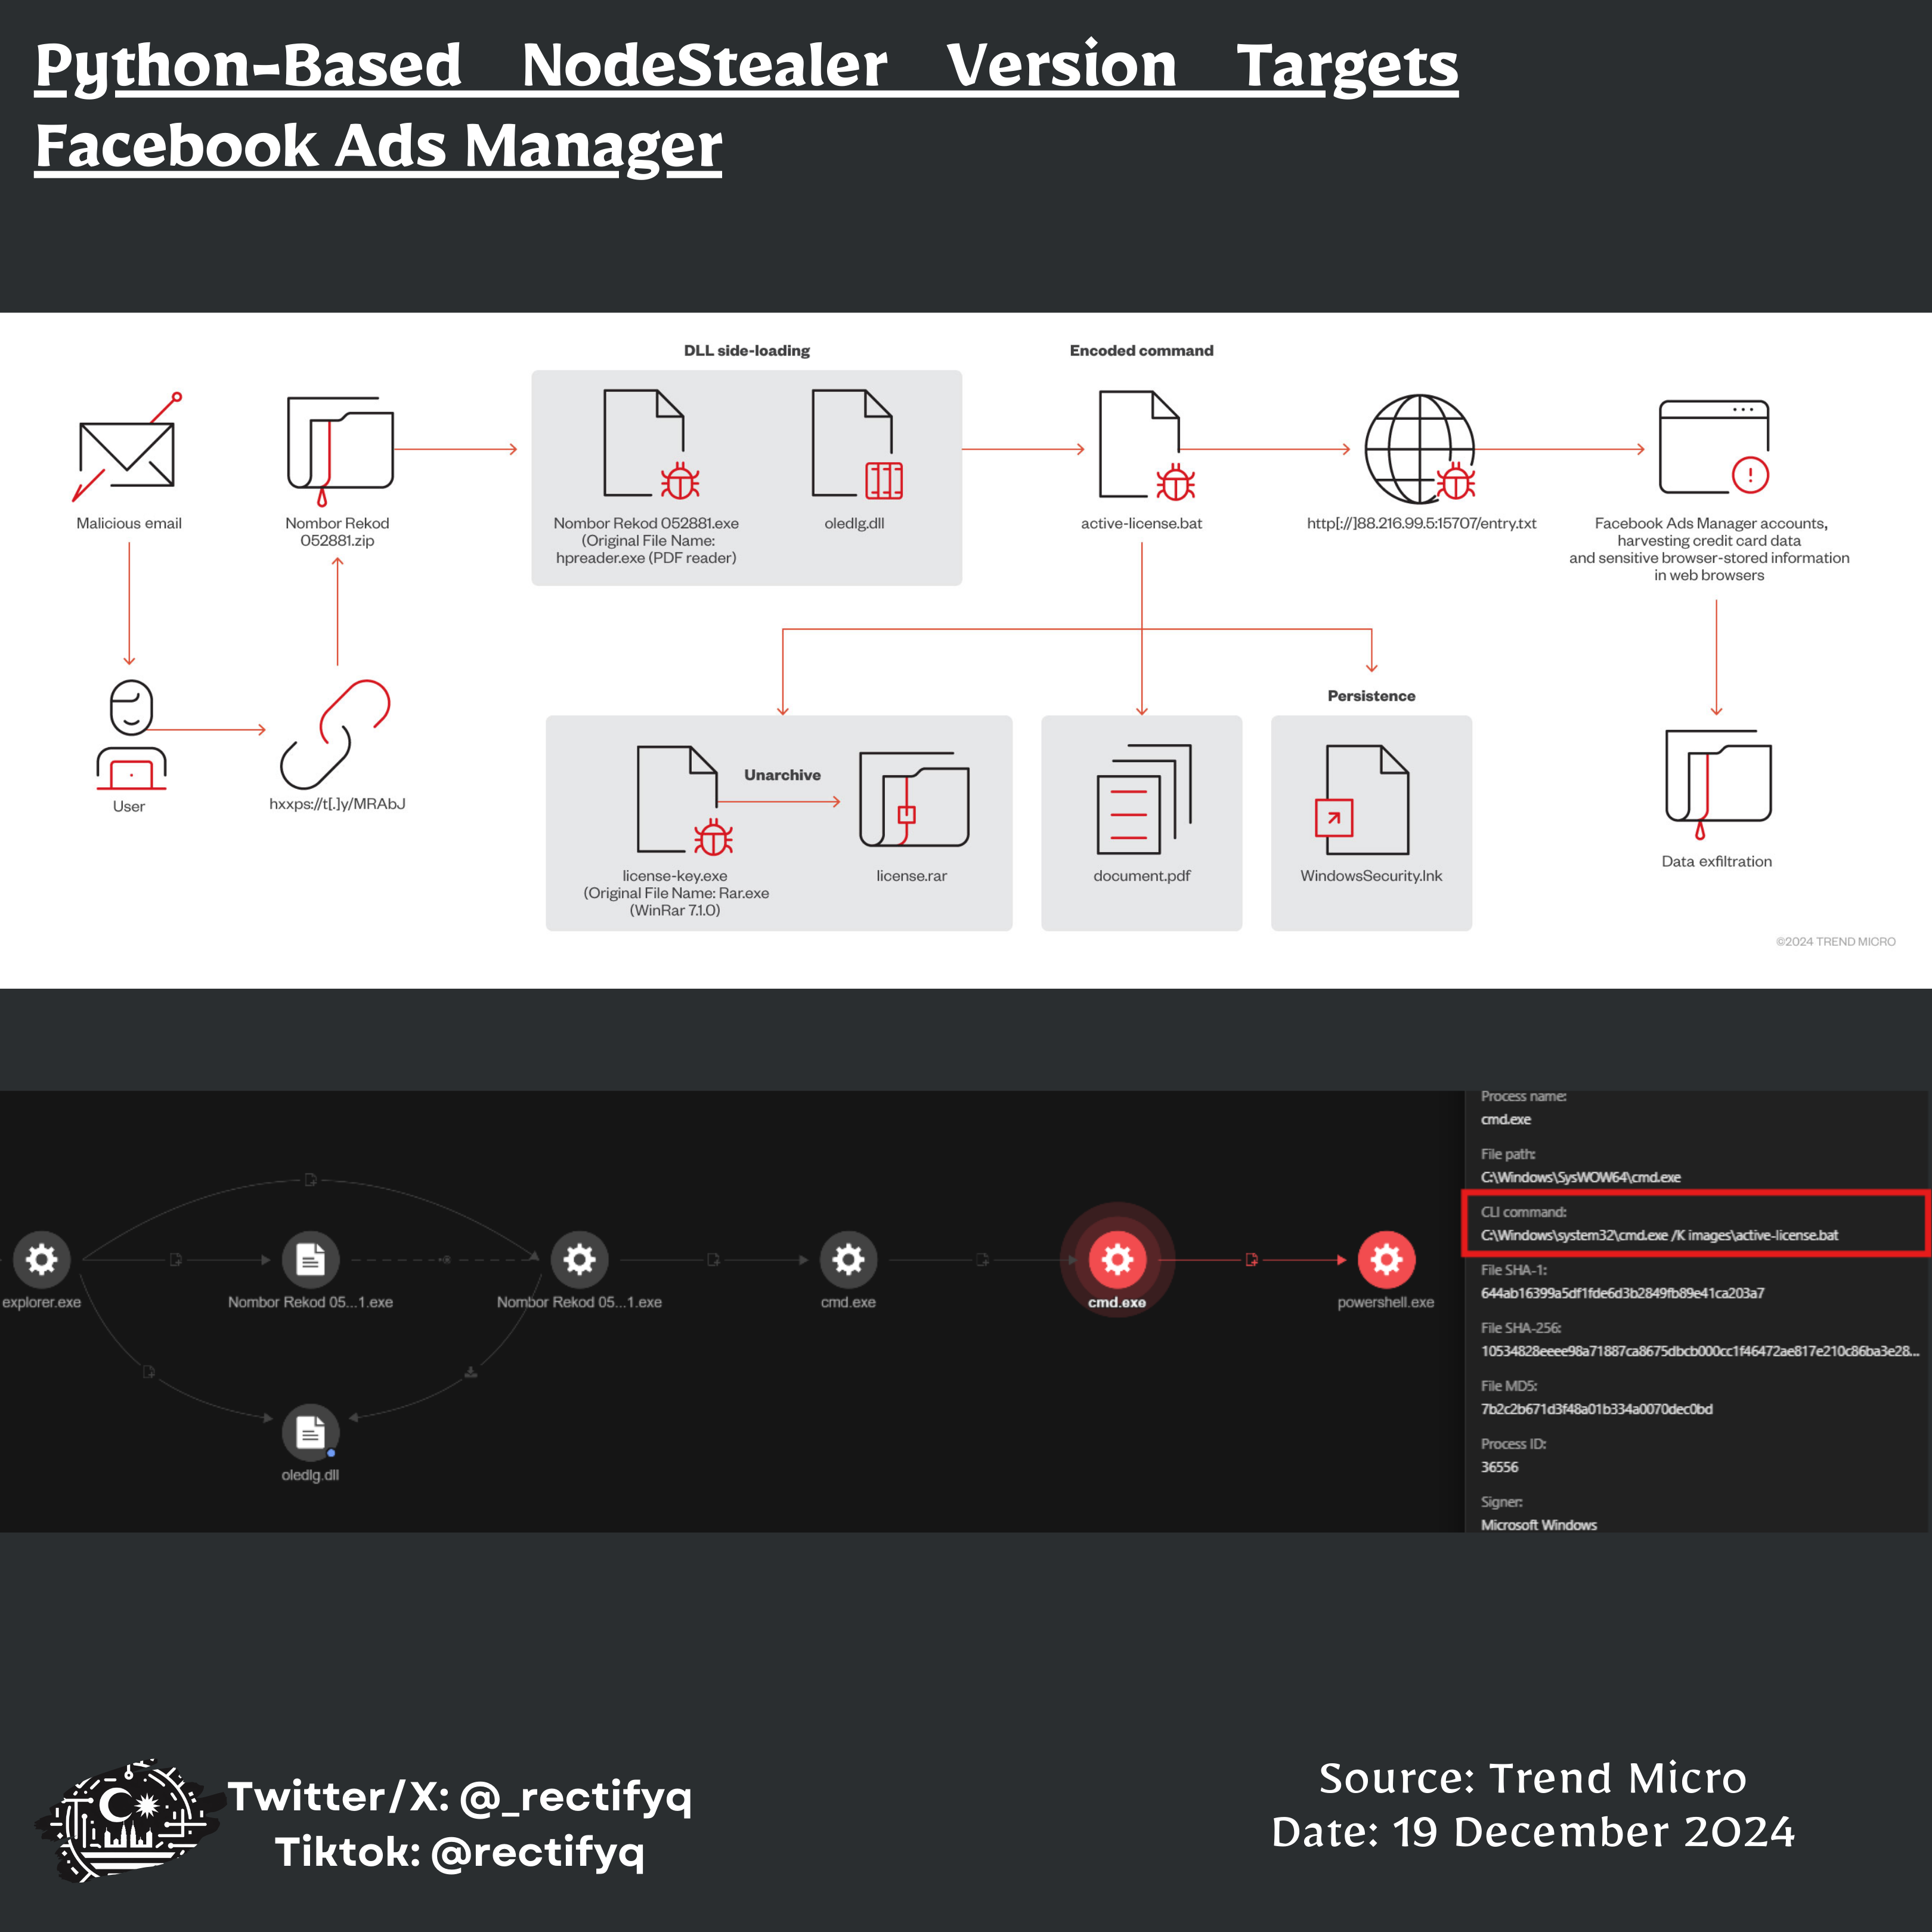 Python-Based NodeStealer Version Targets
Facebook Ads Manager
DLL side-loading
Encoded command
Malicious email
Nombor Rekod
052881.zip
Nombor Rekod 052881.exe
(Original File Name:
hpreader.exe (PDF reader)
oledlg.dll
active-license.bat
http[://]88.216.99.5:15707/entry.txt
Facebook Ads Manager accounts,
harvesting credit card data
and sensitive browser-stored information
in web browsers
User
hxxps://t[.]y/MRAbJ
Unarchive
license-key.exe
(Original File Name: Rar.exe
(WinRar 7.1.0)
license.rar
document.pdf
Persistence
WindowsSecurity.lnk
Data exfiltration
©2024 TREND MICRO
explorer.exe
Nombor Rekod 05...1.exe
Nombor Rekod 05...1.exe
cmd.exe
cmd.exe
powershell.exe
oledlg.dll
Process name:
cmd.exe
File path:
C:\Windows\SysWOW64\cmd.exe
CLI command:
C:\Windows\system32\cmd.exe /K images\active-license.bat
File SHA-1:
644ab16399a5df1fde6d3b2849fb89e41ca203a7
File SHA-256:
10534828eeee98a71887ca8675dbcb000cc1f46472ae817e210c86ba3e28...
File MD5:
7b2c2b671d3f48a01b334a0070dec0bd
Process ID:
36556
Signer:
Microsoft Windows
Twitter/X: @_rectifyq
Tiktok: @rectifyq
Source: Trend Micro
Date: 19 December 2024